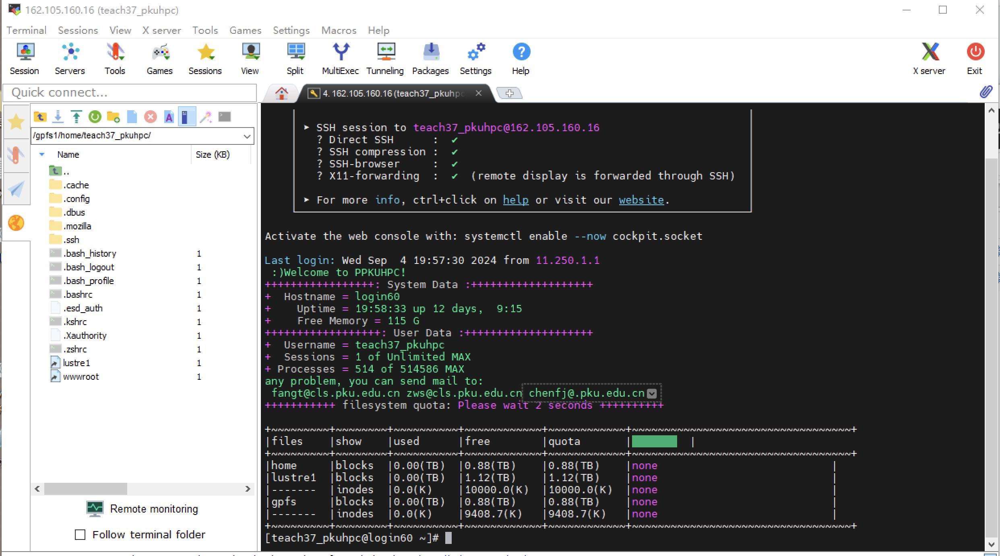 162.105.160.16 (teach37_pkuhpc)
Terminal Sessions View X server Tools Games Settings Macros Help
Session Servers Tools Games Sessions View Split MultiExec Tunneling Packages Settings Help X server Exit
Quick connect...
4. 162.105.160.16 (teach37_pkuhpc
/gpfs1/home/teach37_pkuhpc/
Name Size (KB)
..
.cache
.config
.dbus
.mozilla
.ssh
.bash_history 1
.bash_logout 1
.bash_profile 1
.bashrc 1
.esd_auth 1
.kshrc 1
.Xauthority 1
.zshrc 1
lustre1 1
wwwroot 1
Remote monitoring
Follow terminal folder
➤ SSH session to teach37_pkuhpc@162.105.160.16
? Direct SSH : ✔
? SSH compression : ✔
? SSH-browser : ✔
? X11-forwarding : ✔ (remote display is forwarded through SSH)
➤ For more info, ctrl+click on help or visit our website.
Activate the web console with: systemctl enable --now cockpit.socket
Last login: Wed Sep  4 19:57:30 2024 from 11.250.1.1
:)Welcome to PPKUHPC!
+++++++++++++++++: System Data :+++++++++++++++++++
+  Hostname = login60
+    Uptime = 19:58:33 up 12 days,  9:15
+    Free Memory = 115 G
++++++++++++++++++: User Data :++++++++++++++++++++
+  Username = teach37_pkuhpc
+  Sessions = 1 of Unlimited MAX
+ Processes = 514 of 514586 MAX
any problem, you can send mail to:
fangt@cls.pku.edu.cn zws@cls.pku.edu.cn chenfj@.pku.edu.cn
+++++++++++ filesystem quota: Please wait 2 seconds ++++++++++
+~~~~~~~~~+~~~~~~~~+~~~~~~~~~~+~~~~~~~~~~~~+~~~~~~~~~~~~+~~~~~~~~~~~~~~~~~~~~~~~~~~~~~~~~~~+
|files    |show    |used      |free        |quota       |         |
+~~~~~~~~~+~~~~~~~~+~~~~~~~~~~+~~~~~~~~~~~~+~~~~~~~~~~~~+~~~~~~~~~~~~~~~~~~~~~~~~~~~~~~~~~~+
|home     |blocks  |0.00(TB)  |0.88(TB)    |0.88(TB)    |none                           |
|lustre1  |blocks  |0.00(TB)  |1.12(TB)    |1.12(TB)    |none                           |
|-------  |inodes  |0.0(K)    |10000.0(K)  |10000.0(K)  |none                           |
|gpfs     |blocks  |0.00(TB)  |0.88(TB)    |0.88(TB)    |none                           |
|-------  |inodes  |0.0(K)    |9408.7(K)   |9408.7(K)   |none                           |
+~~~~~~~~~+~~~~~~~~+~~~~~~~~~~+~~~~~~~~~~~~+~~~~~~~~~~~~+~~~~~~~~~~~~~~~~~~~~~~~~~~~~~~~~~~+
[teach37_pkuhpc@login60 ~]#